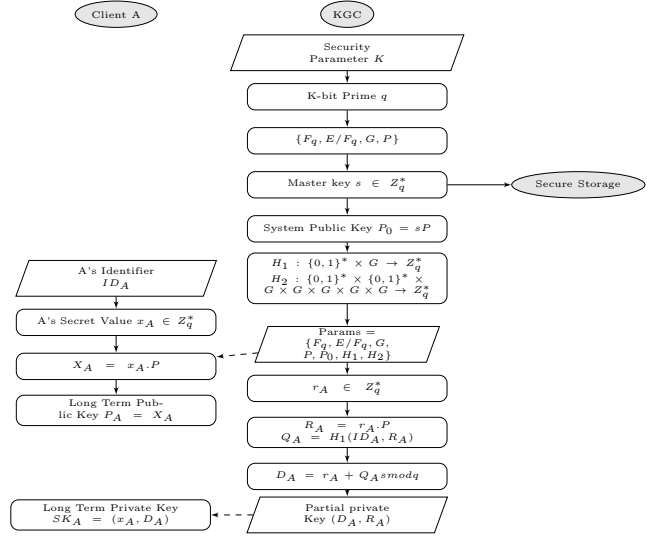 Client A
KGC
Security
Parameter K
K-bit Prime q
{F_q, E/F_q, G, P}
Master key s ∈ Z_q^*
Secure Storage
System Public Key P_0 = sP
H_1 : {0, 1}^* × G → Z_q^*
H_2 : {0, 1}^* × {0, 1}^* ×
G × G × G × G × G → Z_q^*
A's Identifier
ID_A
A's Secret Value x_A ∈ Z_q^*
Params =
{F_q, E/F_q, G,
P, P_0, H_1, H_2}
X_A = x_A.P
r_A ∈ Z_q^*
Long Term Pub-
lic Key P_A = X_A
R_A = r_A.P
Q_A = H_1(ID_A, R_A)
D_A = r_A + Q_A smodq
Long Term Private Key
SK_A = (x_A, D_A)
Partial private
Key (D_A, R_A)